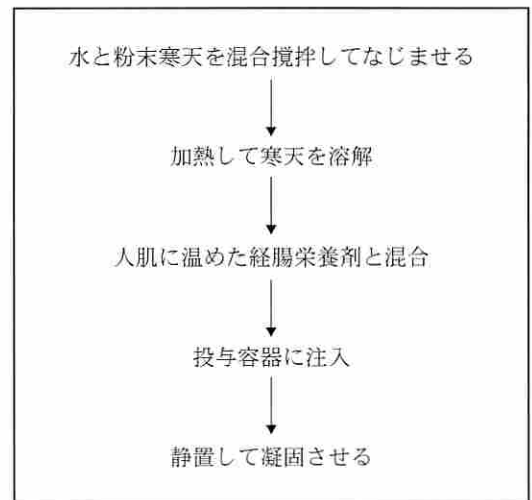 水と粉末寒天を混合撹拌してなじませる
加熱して寒天を溶解
人肌に温めた経腸栄養剤と混合
投与容器に注入
静置して凝固させる